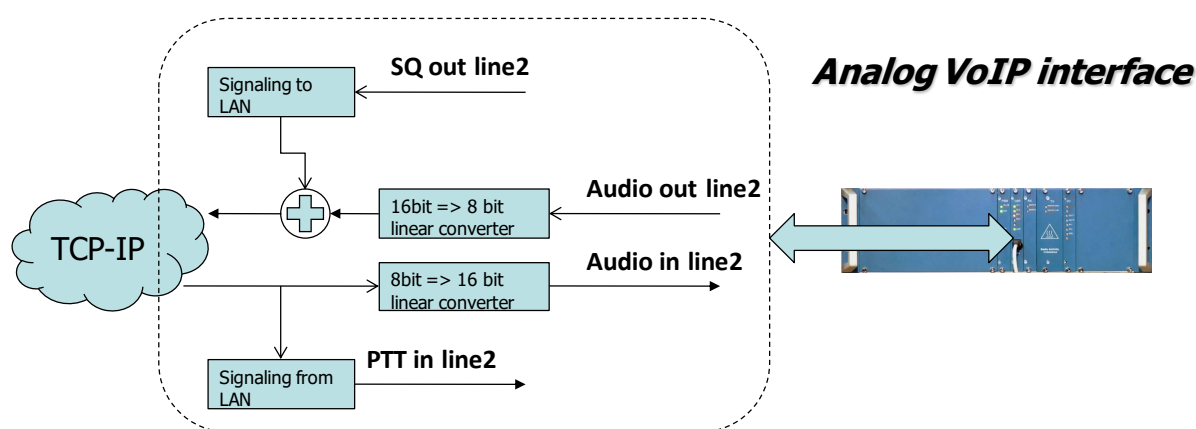 SQ out line2
Analog VoIP interface
Signaling to
LAN
Audio out line2
16bit => 8 bit
linear converter
TCP-IP
Audio in line2
8bit => 16 bit
linear converter
PTT in line2
Signaling from
LAN